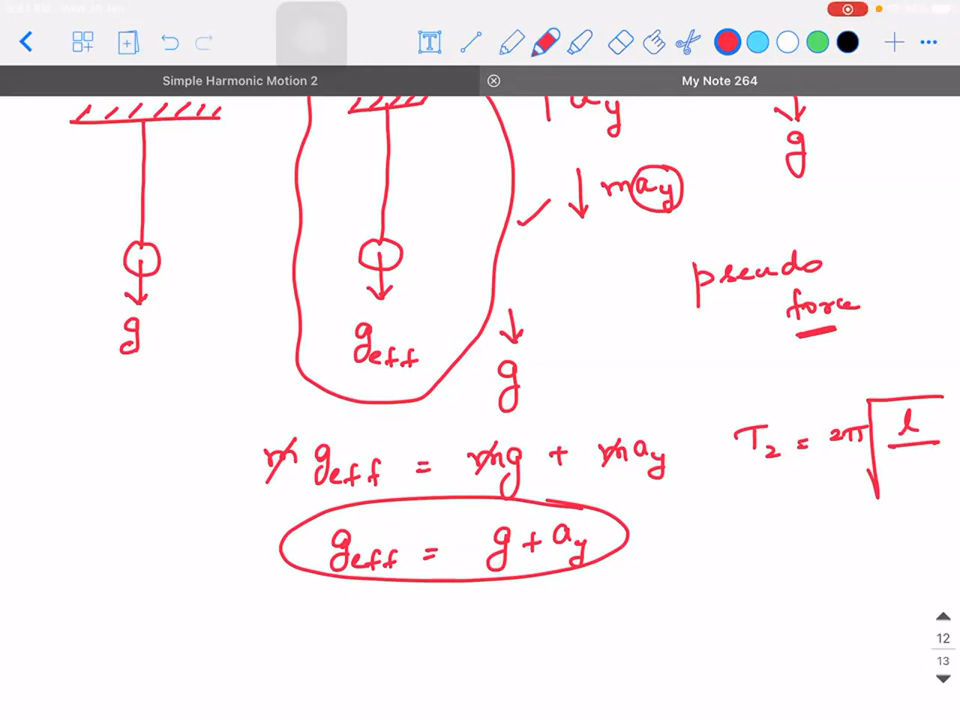 Simple Harmonic Motion 2
My Note 264
a_y
g
ma_y
pseudo
force
g
g_eff
g
T_2 = 2π√l
m g_eff = mg + ma_y
g_eff = g + a_y
12
13